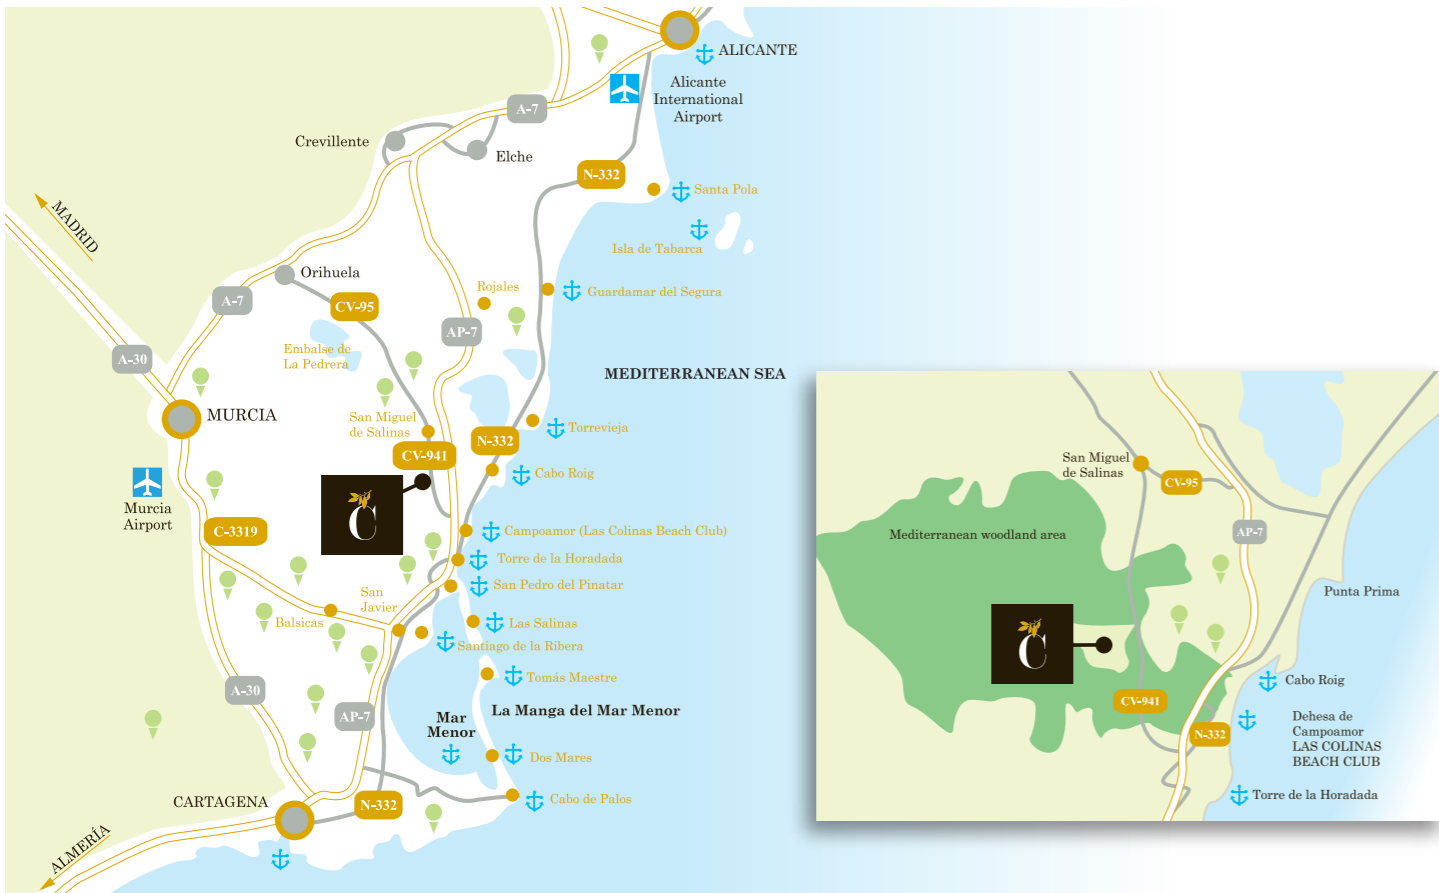 ALICANTE
Alicante
International
Airport
A-7
Crevillente
Elche
N-332
Santa Pola
MADRID
Isla de Tabarca
Orihuela
A-7
CV-95
Rojales
Guardamar del Segura
AP-7
Embalse de
La Pedrera
A-30
MEDITERRANEAN SEA
MURCIA
San Miguel
de Salinas
Torrevieja
N-332
CV-941
Cabo Roig
C
Murcia
Airport
C-3319
Campoamor (Las Colinas Beach Club)
Torre de la Horadada
San Pedro del Pinatar
San
Javier
Balsicas
Las Salinas
Santiago de la Ribera
Tomás Maestre
A-30
AP-7
La Manga del Mar Menor
Mar
Menor
Dos Mares
CARTAGENA
N-332
Cabo de Palos
ALMERÍA
San Miguel
de Salinas
CV-95
Mediterranean woodland area
AP-7
Punta Prima
C
Cabo Roig
CV-941
Dehesa de
Campoamor
LAS COLINAS
BEACH CLUB
N-332
Torre de la Horadada